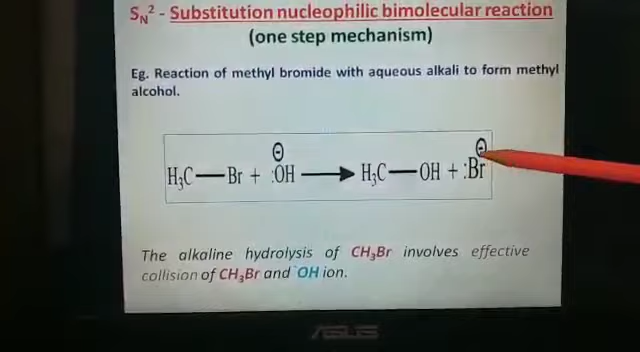 SN2 - Substitution nucleophilic bimolecular reaction
(one step mechanism)
Eg. Reaction of methyl bromide with aqueous alkali to form methyl
alcohol.
H₃C—Br + :OH⊖ ⟶ H₃C—OH + :Br⊖
The alkaline hydrolysis of CH₃Br involves effective
collision of CH₃Br and ⁻OH ion.
ASUS